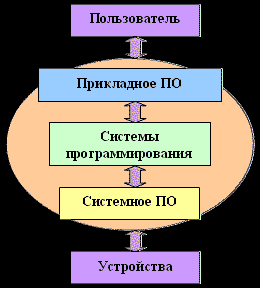 Пользователь
Прикладное ПО
Системы
программирования
Системное ПО
Устройства